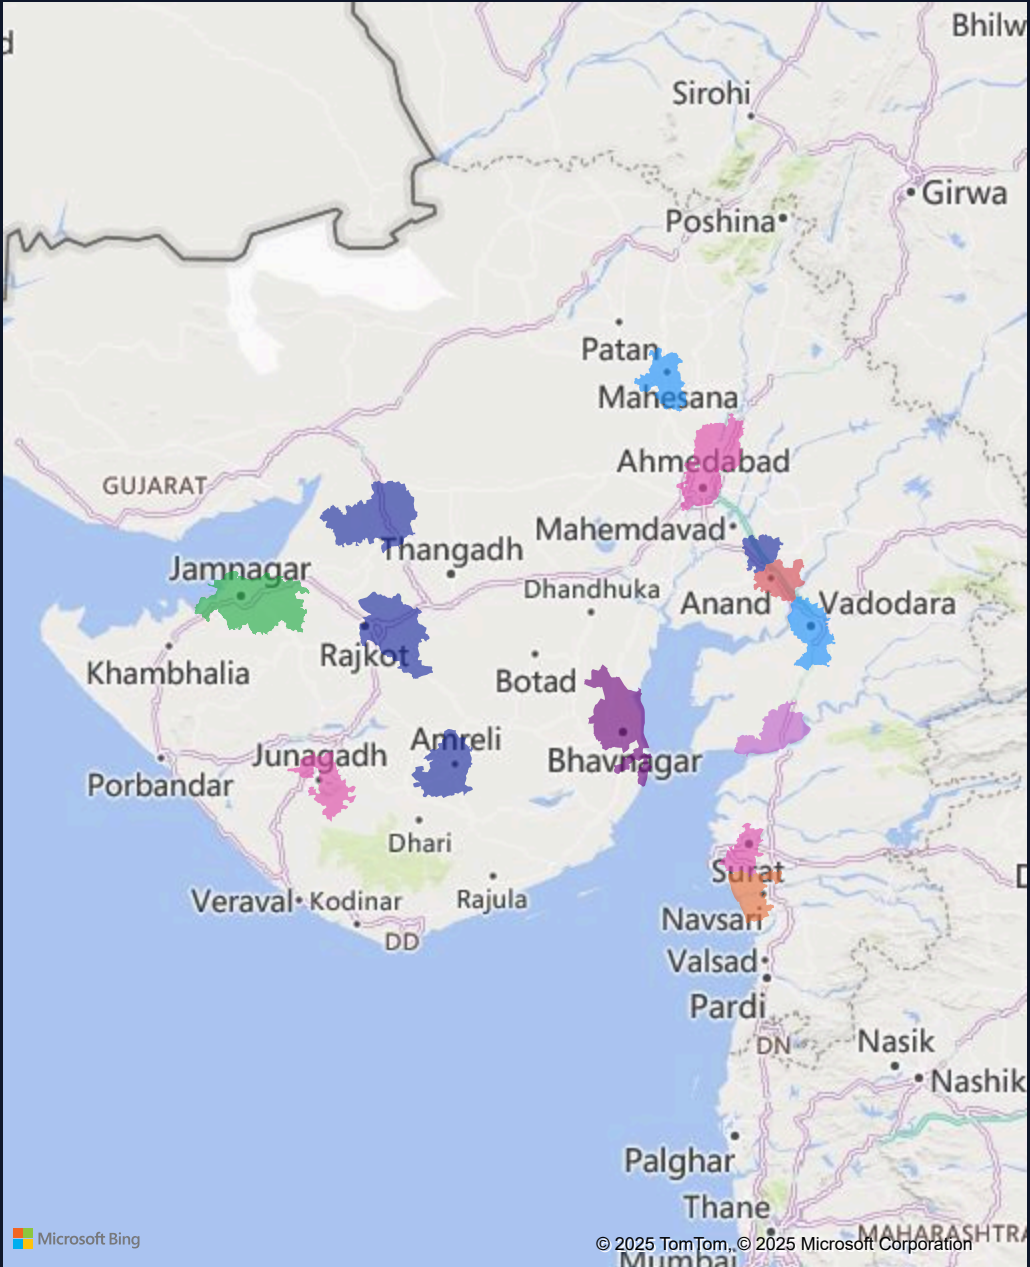 Bhilw
d
Sirohi
Girwa
Poshina
Patan
Mahesana
Ahmedabad
GUJARAT
Mahemdavad
Thangadh
Jamnagar
Dhandhuka
Anand
Vadodara
Rajkot
Khambhalia
Botad
Amreli
Junagadh
Bhavnagar
Porbandar
Dhari
Surat
D
Veraval
Kodinar
Rajula
Navsari
DD
Valsad
Pardi
Nasik
DN
Nashik
Palghar
Thane
MAHARASHTRA
Microsoft Bing
© 2025 TomTom, © 2025 Microsoft Corporation
Mumbai